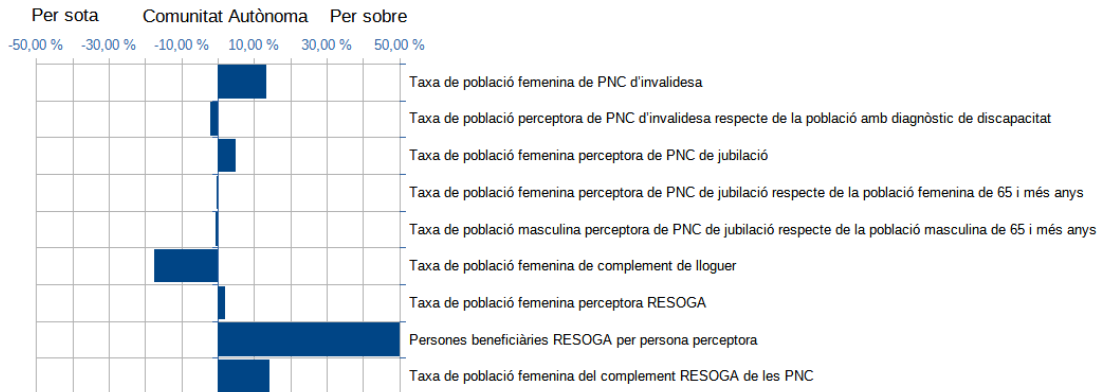 Per sota Comunitat Autònoma Per sobre
-50,00 % -30,00 % -10,00 % 10,00 % 30,00 % 50,00 %
Taxa de població femenina de PNC d'invalidesa
Taxa de població perceptora de PNC d'invalidesa respecte de la població amb diagnòstic de discapacitat
Taxa de població femenina perceptora de PNC de jubilació
Taxa de població femenina perceptora de PNC de jubilació respecte de la població femenina de 65 i més anys
Taxa de població masculina perceptora de PNC de jubilació respecte de la població masculina de 65 i més anys
Taxa de població femenina de complement de lloguer
Taxa de població femenina perceptora RESOGA
Persones beneficiàries RESOGA per persona perceptora
Taxa de població femenina del complement RESOGA de les PNC